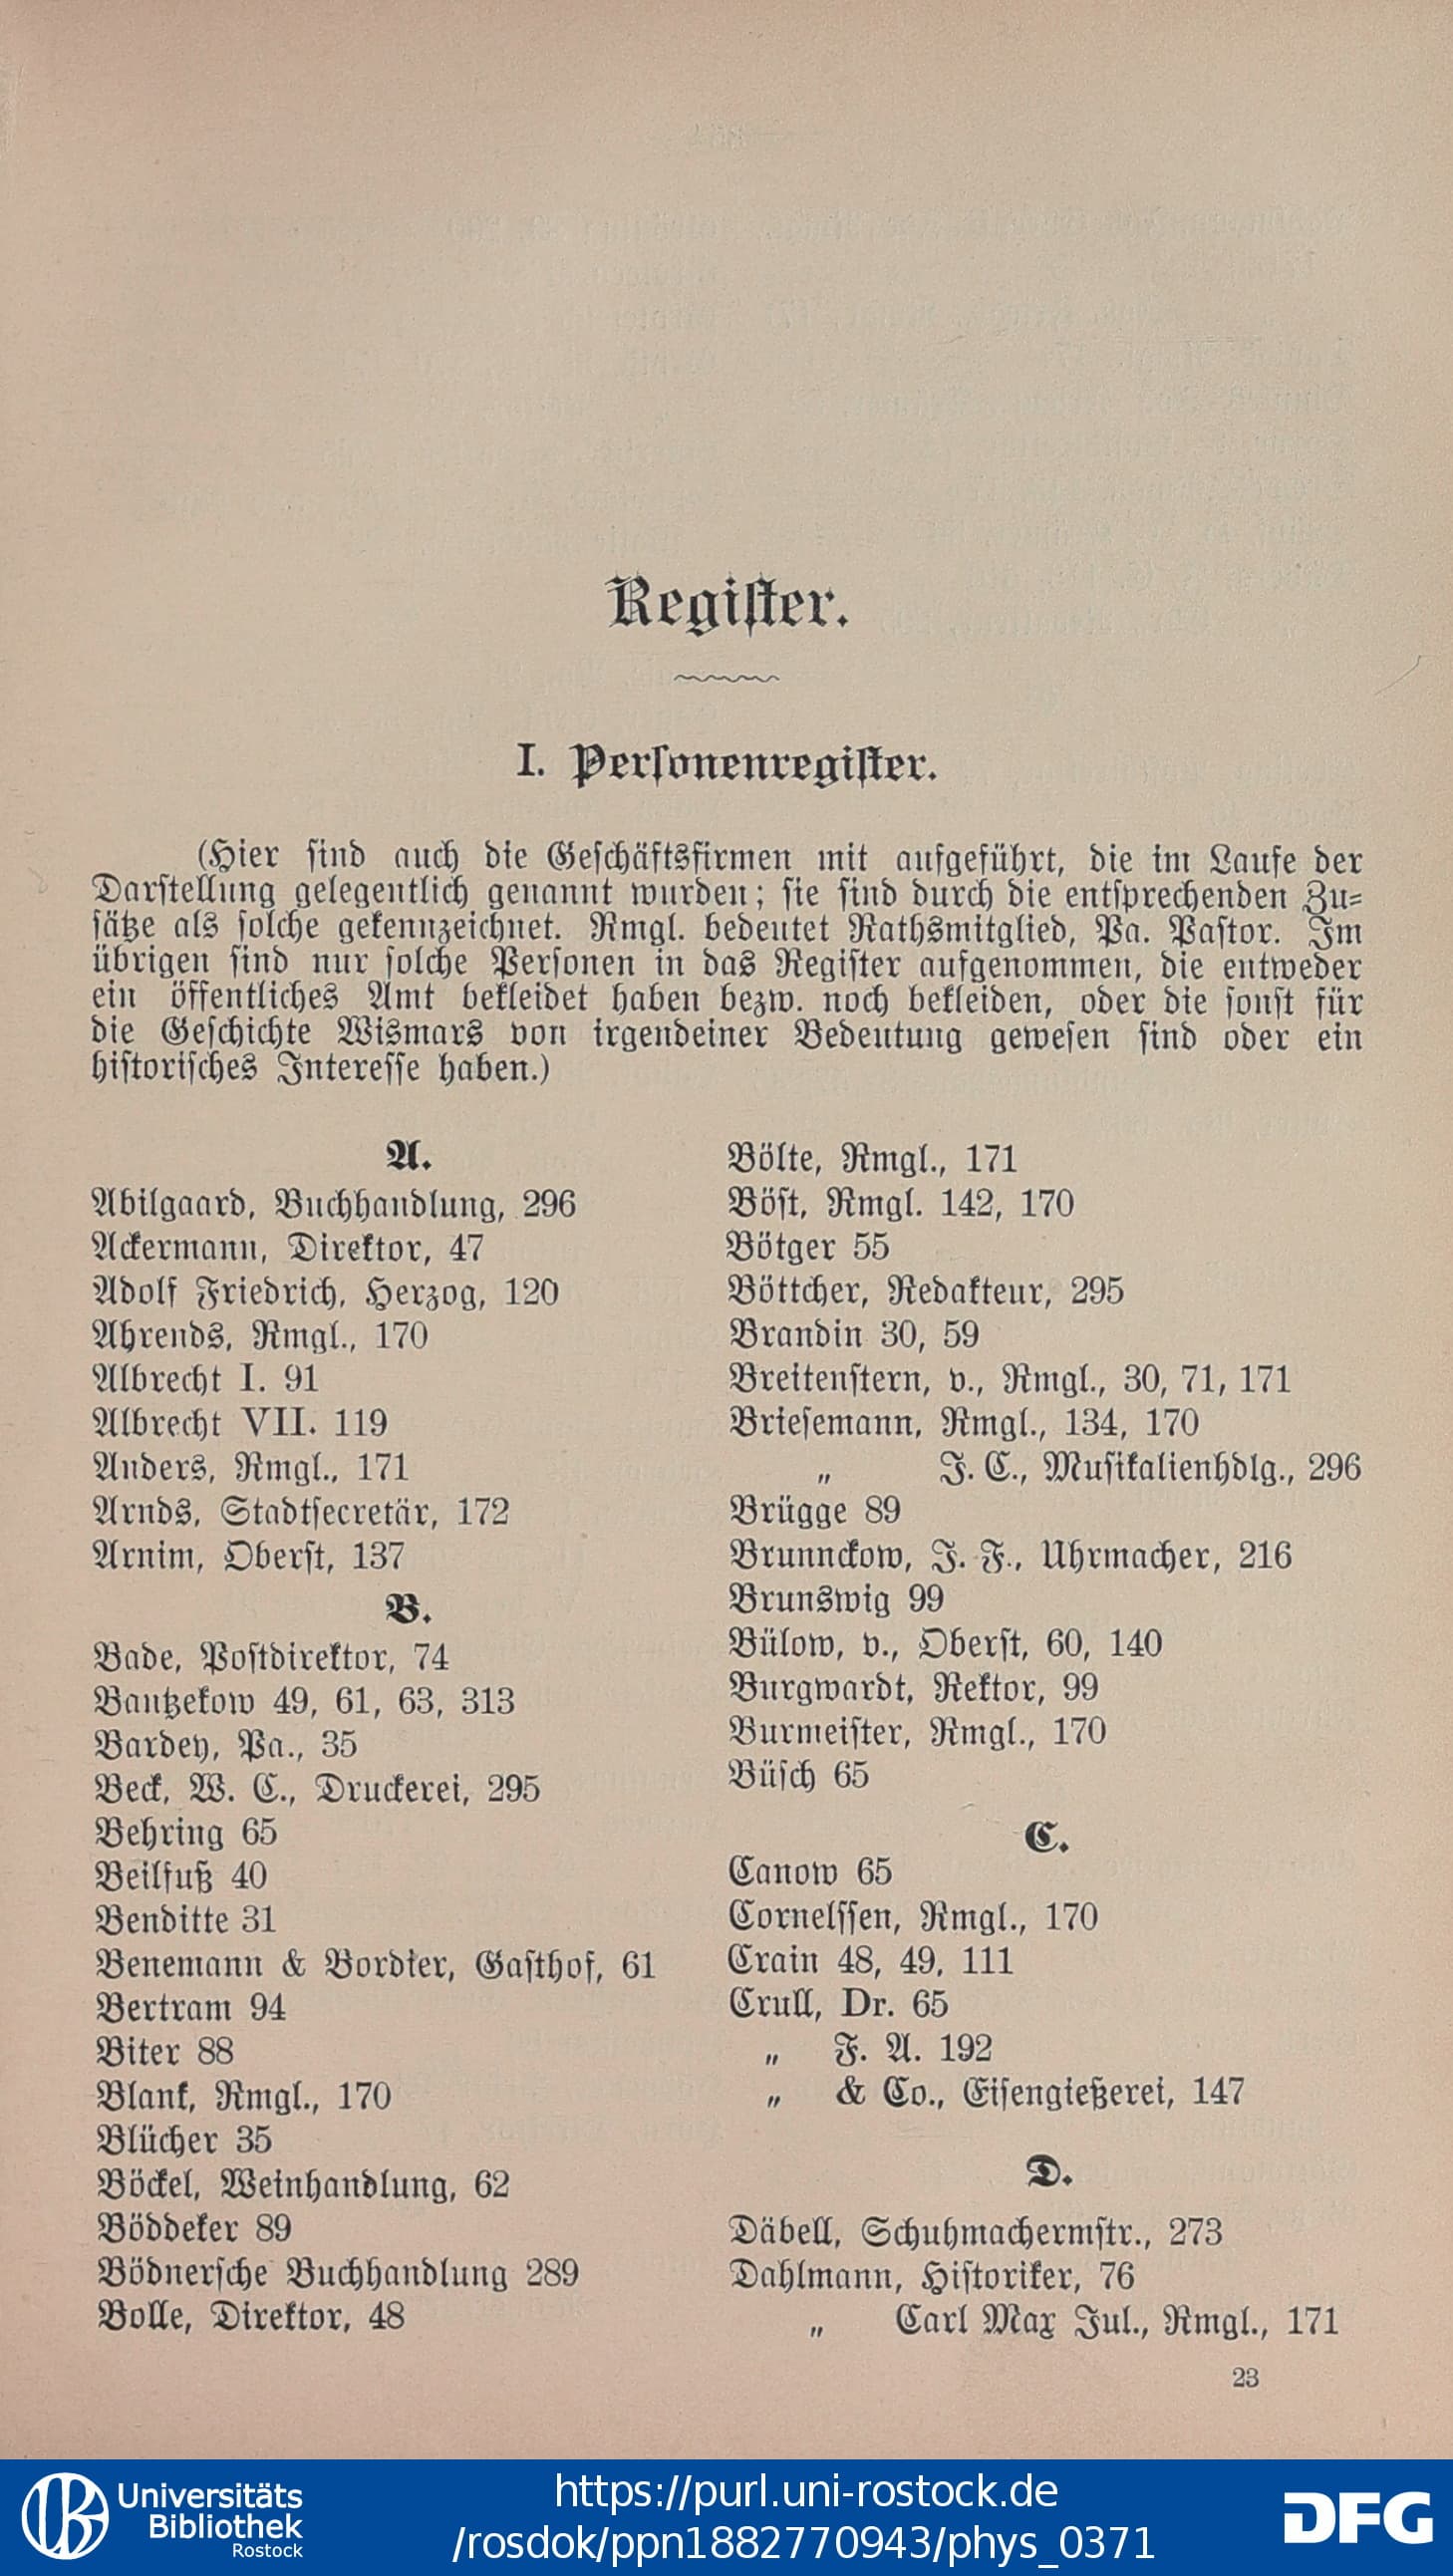 Register.
I. Personenregister.
(Hier sind auch die Geschäftsfirmen mit aufgeführt, die im Laufe der
Darstellung gelegentlich genannt wurden; sie sind durch die entsprechenden Zu-
sätze als solche gekennzeichnet. Rmgl. bedeutet Rathsmitglied, Pa. Pastor. Im
übrigen sind nur solche Personen in das Register aufgenommen, die entweder
ein öffentliches Amt bekleidet haben bezw. noch bekleiden, oder die sonst für
die Geschichte Wismars von irgendeiner Bedeutung gewesen sind oder ein
historisches Interesse haben.)
A.
Abilgaard, Buchhandlung, 296
Ackermann, Direktor, 47
Adolf Friedrich, Herzog, 120
Ahrends, Rmgl., 170
Albrecht I. 91
Albrecht VII. 119
Anders, Rmgl., 171
Arnds, Stadtsecretär, 172
Arnim, Oberst, 137
B.
Bade, Postdirektor, 74
Bantzekow 49, 61, 63, 313
Bardey, Pa., 35
Beck, W. C., Druckerei, 295
Behring 65
Beilfuß 40
Benditte 31
Benemann & Bordier, Gasthof, 61
Bertram 94
Biter 88
Blank, Rmgl., 170
Blücher 35
Böckel, Weinhandlung, 62
Böddeker 89
Bödnersche Buchhandlung 289
Bolle, Direktor, 48
Bölte, Rmgl., 171
Böst, Rmgl. 142, 170
Bötger 55
Böttcher, Redakteur, 295
Brandin 30, 59
Breitenstern, v., Rmgl., 30, 71, 171
Briesemann, Rmgl., 134, 170
„ J. C., Musikalienhdlg., 296
Brügge 89
Brunnckow, J. F., Uhrmacher, 216
Brunswig 99
Bülow, v., Oberst, 60, 140
Burgwardt, Rektor, 99
Burmeister, Rmgl., 170
Büsch 65
C.
Canow 65
Cornelssen, Rmgl., 170
Crain 48, 49, 111
Crull, Dr. 65
„ F. A. 192
„ & Co., Eisengießerei, 147
D.
Däbell, Schuhmachermstr., 273
Dahlmann, Historiker, 76
„ Carl Max Jul., Rmgl., 171
23
Universitäts
Bibliothek
Rostock
https://purl.uni-rostock.de
/rosdok/ppn1882770943/phys_0371
DFG